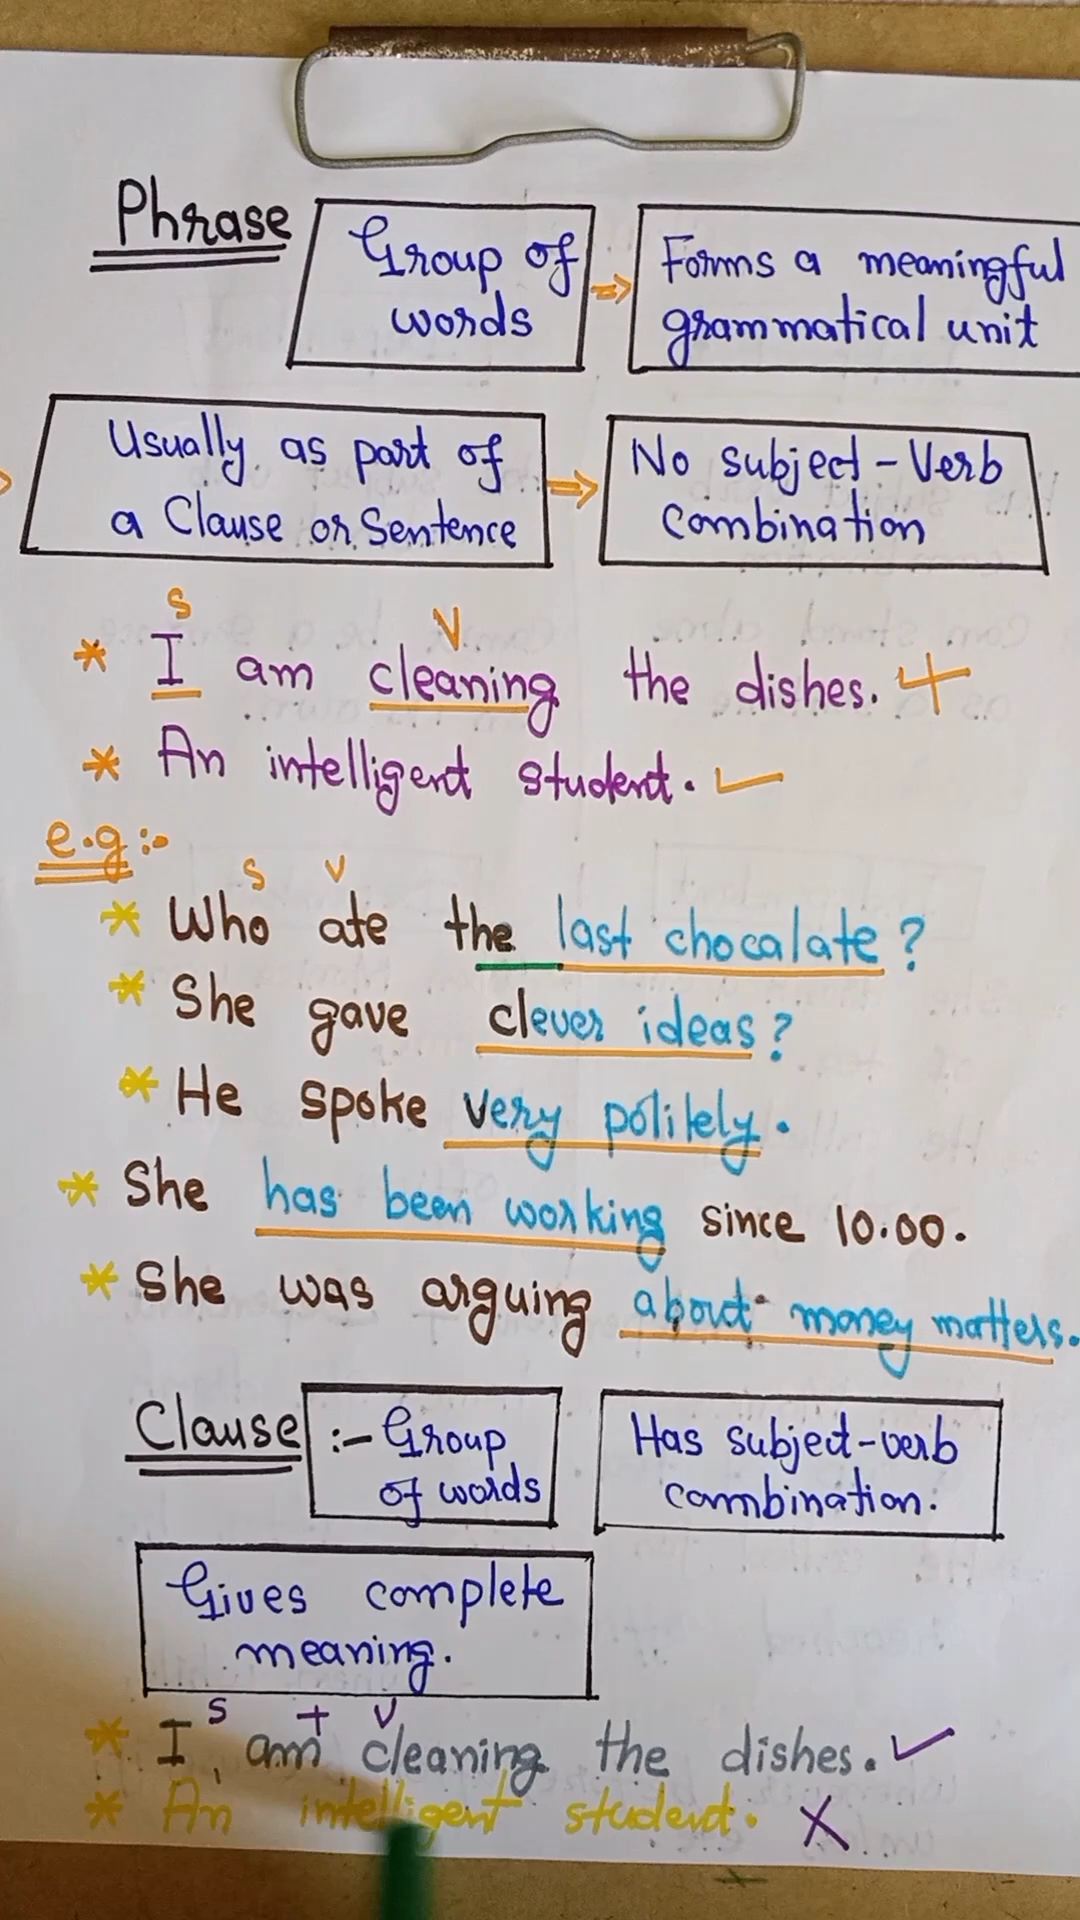 Phrase
Group of
words
⇒
Forms a meaningful
grammatical unit
Usually as part of
a Clause or Sentence
⇒
No subject - Verb
Combination
S V
* I am cleaning the dishes. ×
* An intelligent student. ✓
e.g:-
S V
* Who ate the last chocalate?
* She gave clever ideas?
* He spoke very politely.
* She has been working since 10.00.
* She was arguing about money matters.
Clause
:- Group
of words
Has subject-verb
combination.
Gives complete
meaning.
S + V
* I am cleaning the dishes. ✓
* An intelligent student. X